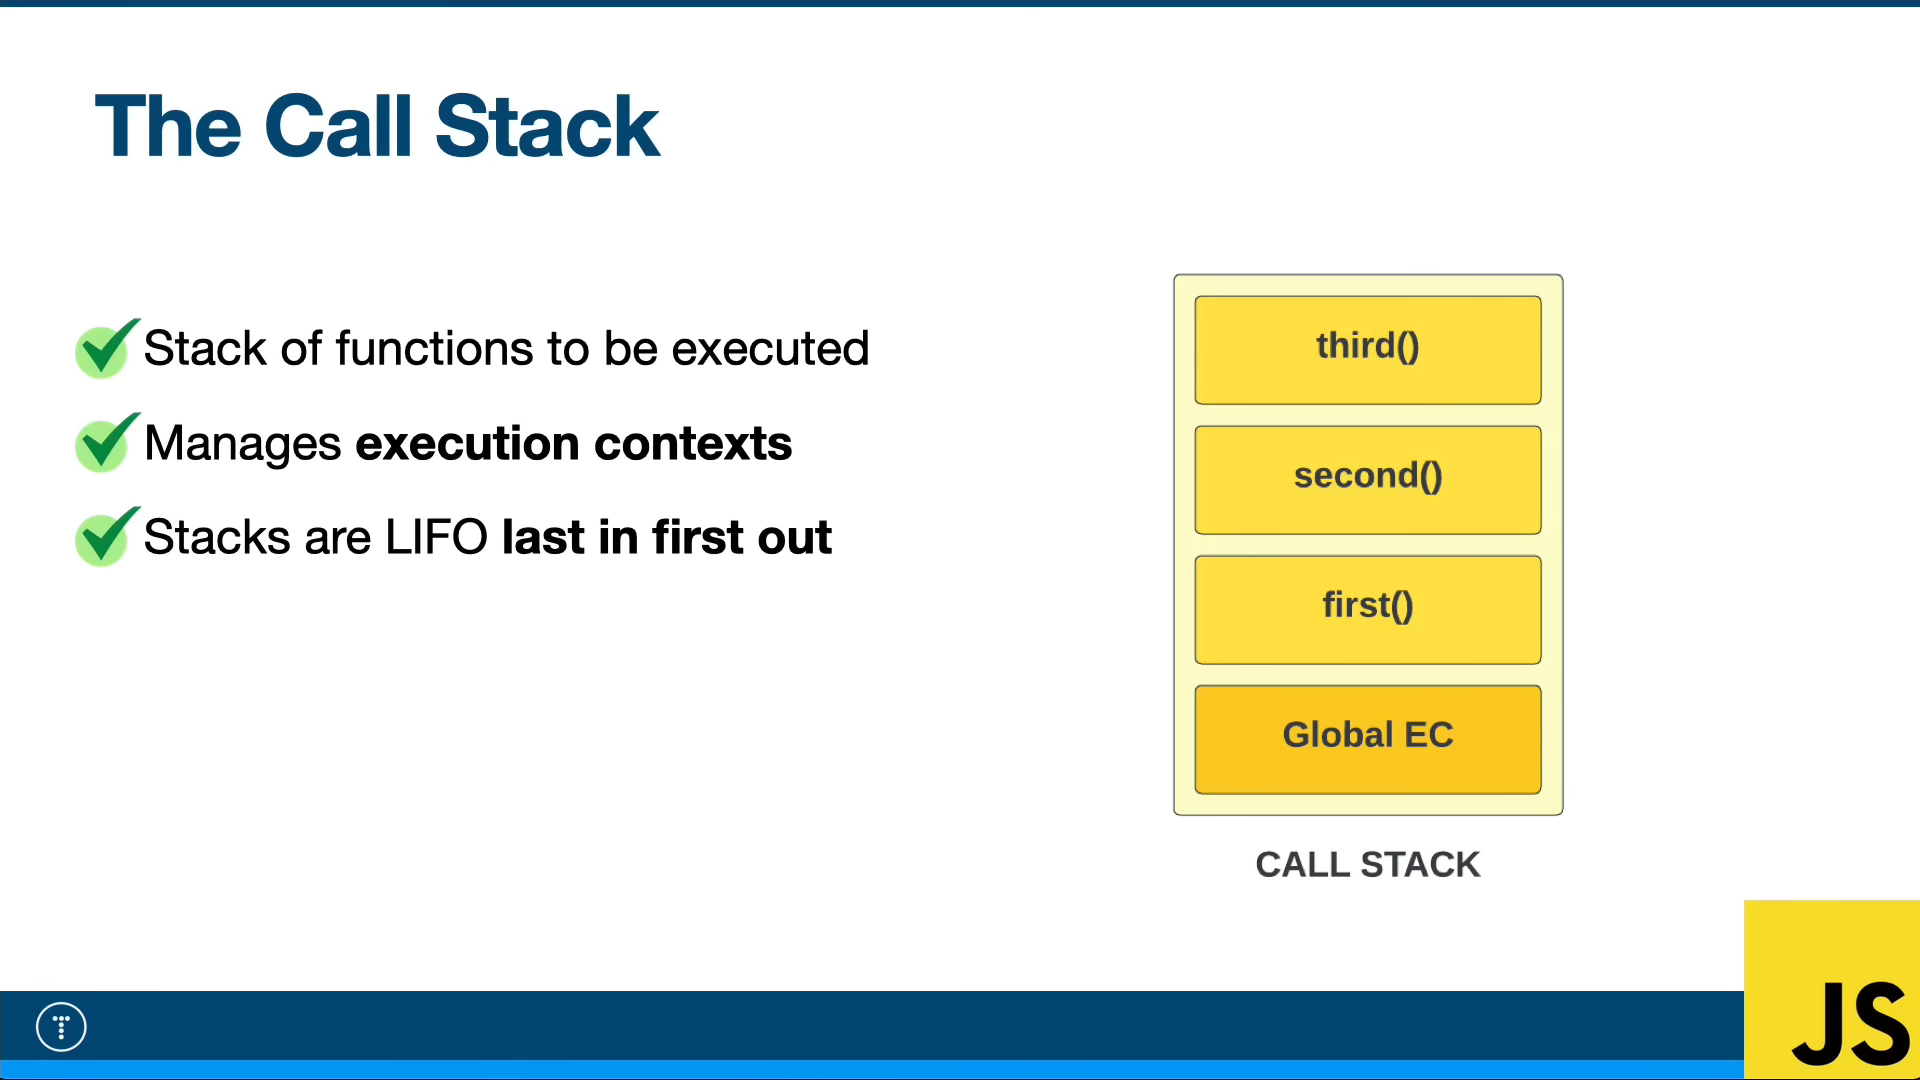 The Call Stack
Stack of functions to be executed
Manages execution contexts
Stacks are LIFO last in first out
third()
second()
first()
Global EC
CALL STACK
T
JS